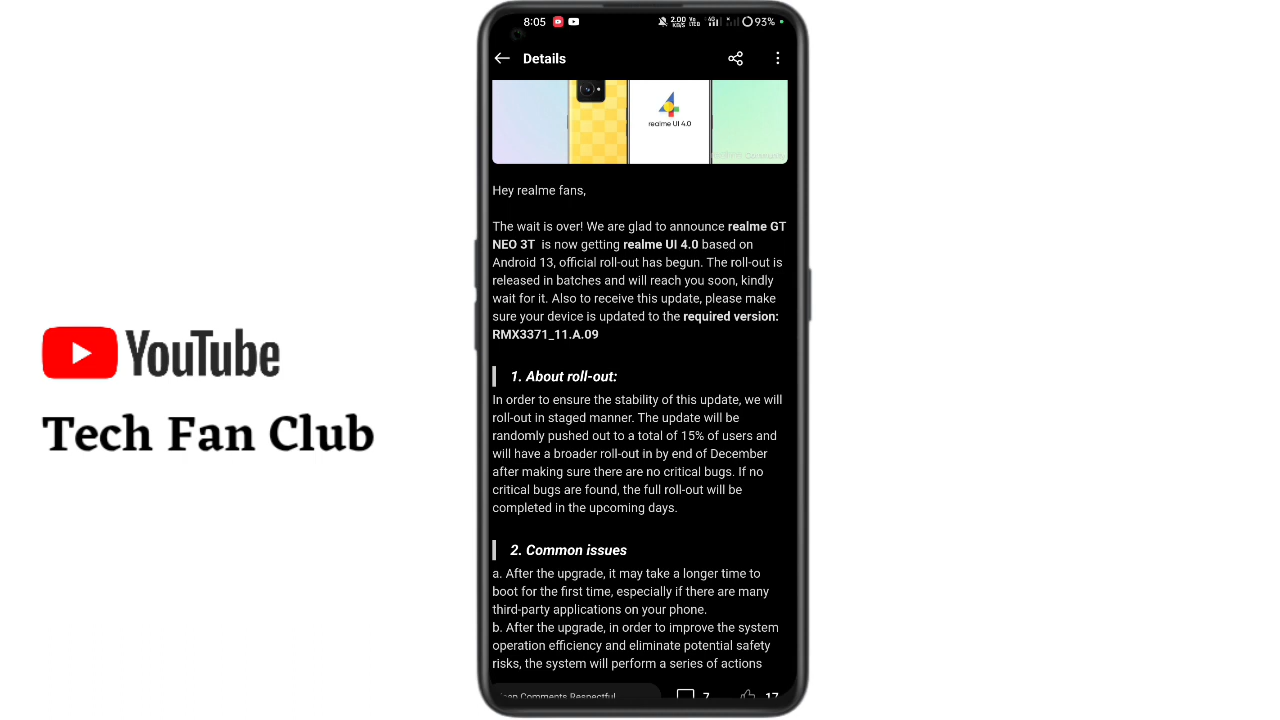 8:05
2.00 KB/S
Vo LTE
4G
93%
Details
realme UI 4.0
Community
Hey realme fans,
The wait is over! We are glad to announce realme GT
NEO 3T is now getting realme UI 4.0 based on
Android 13, official roll-out has begun. The roll-out is
released in batches and will reach you soon, kindly
wait for it. Also to receive this update, please make
sure your device is updated to the required version:
RMX3371_11.A.09
1. About roll-out:
In order to ensure the stability of this update, we will
roll-out in staged manner. The update will be
randomly pushed out to a total of 15% of users and
will have a broader roll-out in by end of December
after making sure there are no critical bugs. If no
critical bugs are found, the full roll-out will be
completed in the upcoming days.
2. Common issues
a. After the upgrade, it may take a longer time to
boot for the first time, especially if there are many
third-party applications on your phone.
b. After the upgrade, in order to improve the system
operation efficiency and eliminate potential safety
risks, the system will perform a series of actions
Comments Respectful
7
17
YouTube
Tech Fan Club